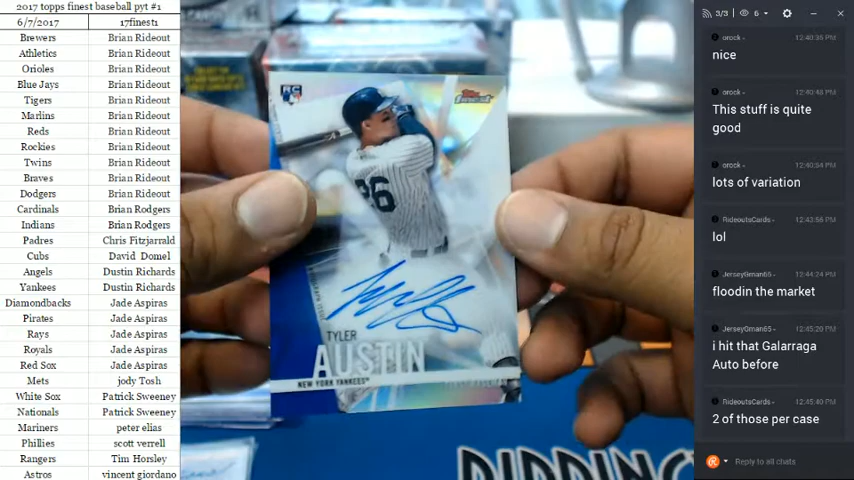 2017 topps finest baseball pyt #1
6/7/2017 17finest1
Brewers Brian Rideout
Athletics Brian Rideout
Orioles Brian Rideout
Blue Jays Brian Rideout
Tigers Brian Rideout
Marlins Brian Rideout
Reds Brian Rideout
Rockies Brian Rideout
Twins Brian Rideout
Braves Brian Rideout
Dodgers Brian Rideout
Cardinals Brian Rodgers
Indians Brian Rodgers
Padres Chris Fitzjarrald
Cubs David Domel
Angels Dustin Richards
Yankees Dustin Richards
Diamondbacks Jade Aspiras
Pirates Jade Aspiras
Rays Jade Aspiras
Royals Jade Aspiras
Red Sox Jade Aspiras
Mets jody Tosh
White Sox Patrick Sweeney
Nationals Patrick Sweeney
Mariners peter elias
Phillies scott verrell
Rangers Tim Horsley
Astros vincent giordano
RC
Topps
finest
26
TYLER
AUSTIN
NEW YORK YANKEES
3/3 6
orock 12:40:35 PM
nice
orock 12:40:48 PM
This stuff is quite
good
orock 12:40:54 PM
lots of variation
RideoutsCards 12:43:56 PM
lol
JerseyGman65 12:44:24 PM
floodin the market
JerseyGman65 12:45:20 PM
i hit that Galarraga
Auto before
RideoutsCards 12:45:40 PM
2 of those per case
Reply to all chats